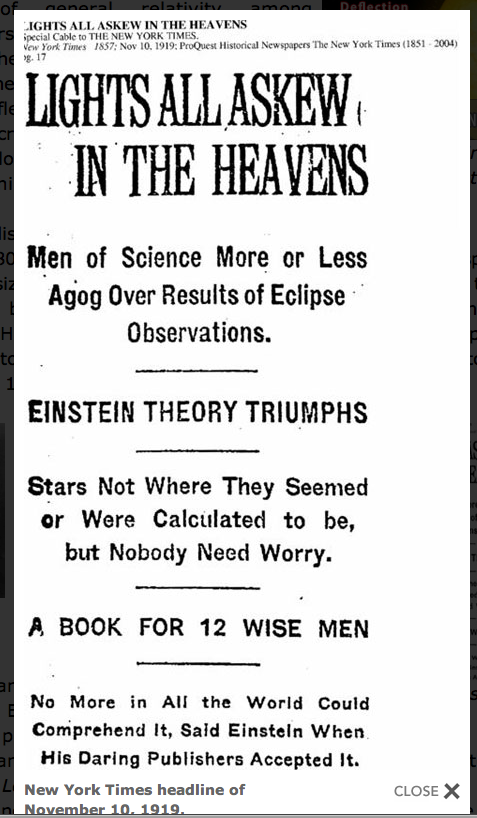 LIGHTS ALL ASKEW IN THE HEAVENS
Special Cable to THE NEW YORK TIMES.
New York Times 1857; Nov 10, 1919; ProQuest Historical Newspapers The New York Times (1851 - 2004)
pg. 17
LIGHTS ALL ASKEW
IN THE HEAVENS
Men of Science More or Less
Agog Over Results of Eclipse
Observations.
EINSTEIN THEORY TRIUMPHS
Stars Not Where They Seemed
or Were Calculated to be,
but Nobody Need Worry.
A BOOK FOR 12 WISE MEN
No More in All the World Could
Comprehend It, Said Einstein When
His Daring Publishers Accepted It.
New York Times headline of
November 10, 1919.
CLOSE X
of general relativity among
Deflection